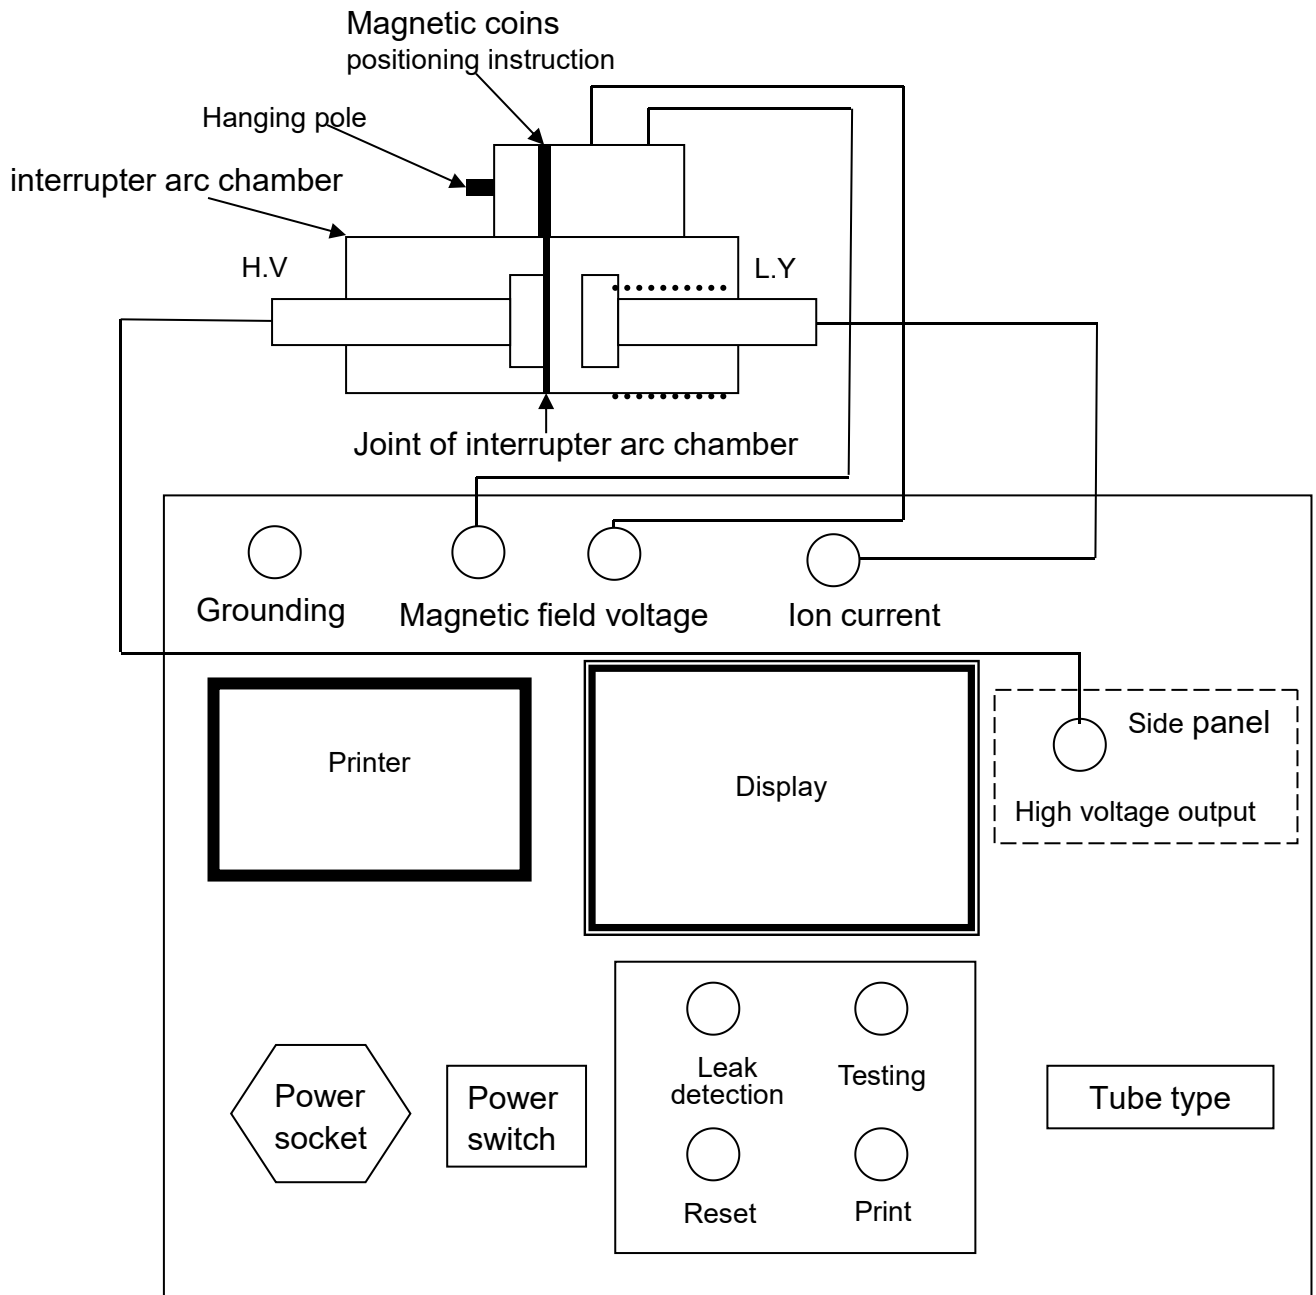 Magnetic coins
positioning instruction
Hanging pole
interrupter arc chamber
H.V
L.Y
Joint of interrupter arc chamber
Grounding
Magnetic field voltage
Ion current
Printer
Display
Side panel
High voltage output
Power
socket
Power
switch
Leak
detection
Testing
Reset
Print
Tube type